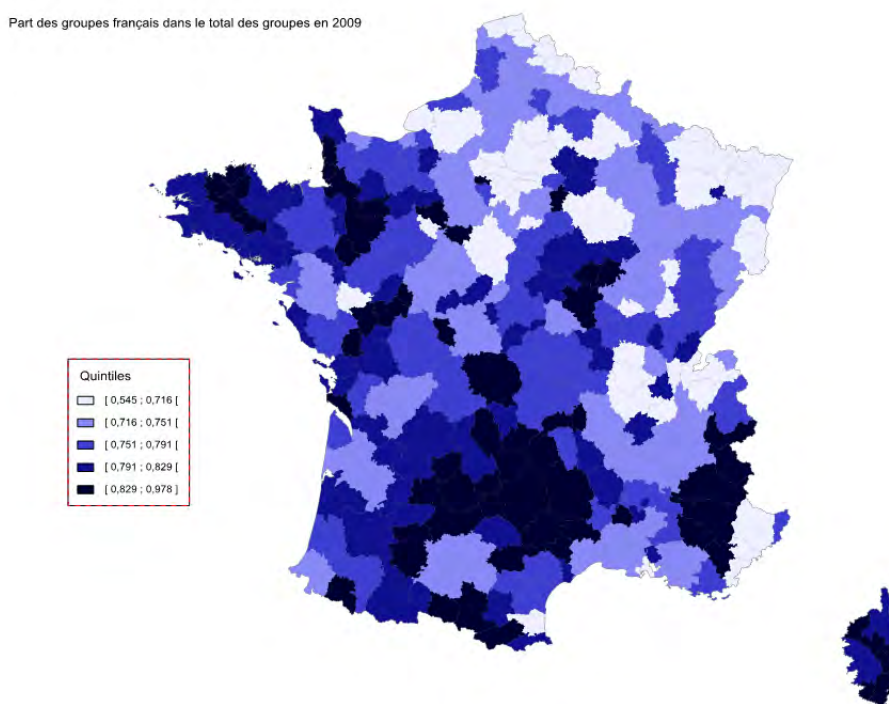 Part des groupes français dans le total des groupes en 2009
Quintiles
[ 0,545 ; 0,716 [
[ 0,716 ; 0,751 [
[ 0,751 ; 0,791 [
[ 0,791 ; 0,829 [
[ 0,829 ; 0,978 ]